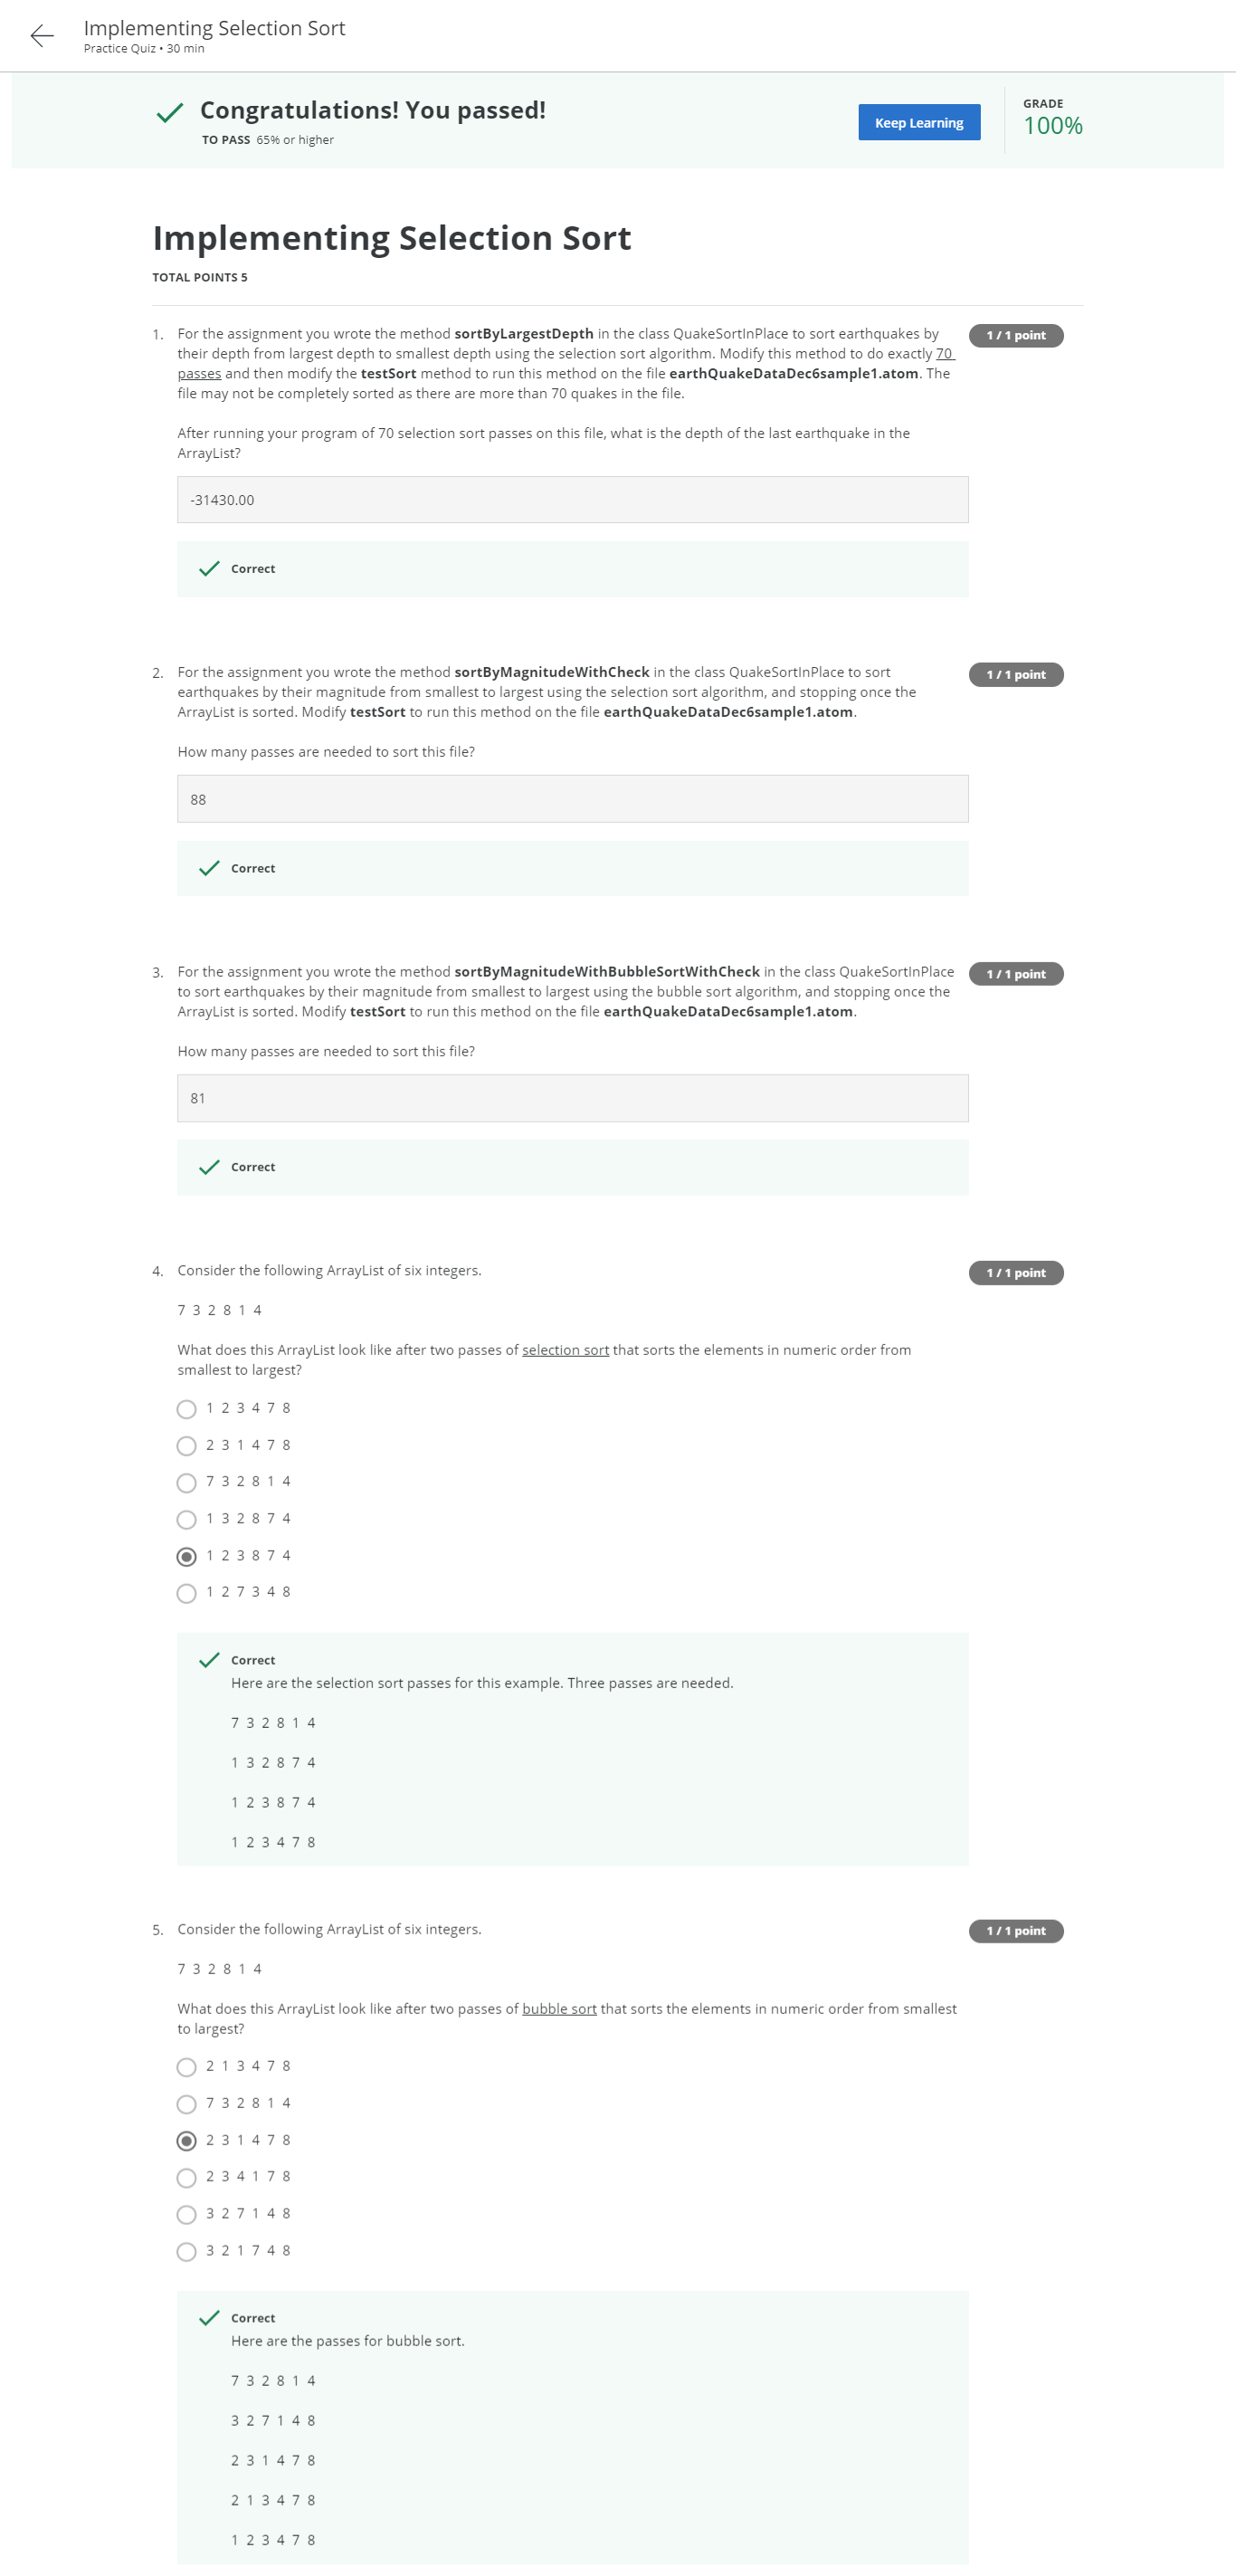 Implementing Selection Sort
Practice Quiz • 30 min
Congratulations! You passed!
TO PASS 65% or higher
Keep Learning
GRADE
100%
Implementing Selection Sort
TOTAL POINTS 5
1. For the assignment you wrote the method sortByLargestDepth in the class QuakeSortInPlace to sort earthquakes by
their depth from largest depth to smallest depth using the selection sort algorithm. Modify this method to do exactly 70
passes and then modify the testSort method to run this method on the file earthQuakeDataDec6sample1.atom. The
file may not be completely sorted as there are more than 70 quakes in the file.
1 / 1 point
After running your program of 70 selection sort passes on this file, what is the depth of the last earthquake in the
ArrayList?
-31430.00
Correct
2. For the assignment you wrote the method sortByMagnitudeWithCheck in the class QuakeSortInPlace to sort
earthquakes by their magnitude from smallest to largest using the selection sort algorithm, and stopping once the
ArrayList is sorted. Modify testSort to run this method on the file earthQuakeDataDec6sample1.atom.
1 / 1 point
How many passes are needed to sort this file?
88
Correct
3. For the assignment you wrote the method sortByMagnitudeWithBubbleSortWithCheck in the class QuakeSortInPlace
to sort earthquakes by their magnitude from smallest to largest using the bubble sort algorithm, and stopping once the
ArrayList is sorted. Modify testSort to run this method on the file earthQuakeDataDec6sample1.atom.
1 / 1 point
How many passes are needed to sort this file?
81
Correct
4. Consider the following ArrayList of six integers.
1 / 1 point
7 3 2 8 1 4
What does this ArrayList look like after two passes of selection sort that sorts the elements in numeric order from
smallest to largest?
1 2 3 4 7 8
2 3 1 4 7 8
7 3 2 8 1 4
1 3 2 8 7 4
1 2 3 8 7 4
1 2 7 3 4 8
Correct
Here are the selection sort passes for this example. Three passes are needed.
7 3 2 8 1 4
1 3 2 8 7 4
1 2 3 8 7 4
1 2 3 4 7 8
5. Consider the following ArrayList of six integers.
1 / 1 point
7 3 2 8 1 4
What does this ArrayList look like after two passes of bubble sort that sorts the elements in numeric order from smallest
to largest?
2 1 3 4 7 8
7 3 2 8 1 4
2 3 1 4 7 8
2 3 4 1 7 8
3 2 7 1 4 8
3 2 1 7 4 8
Correct
Here are the passes for bubble sort.
7 3 2 8 1 4
3 2 7 1 4 8
2 3 1 4 7 8
2 1 3 4 7 8
1 2 3 4 7 8